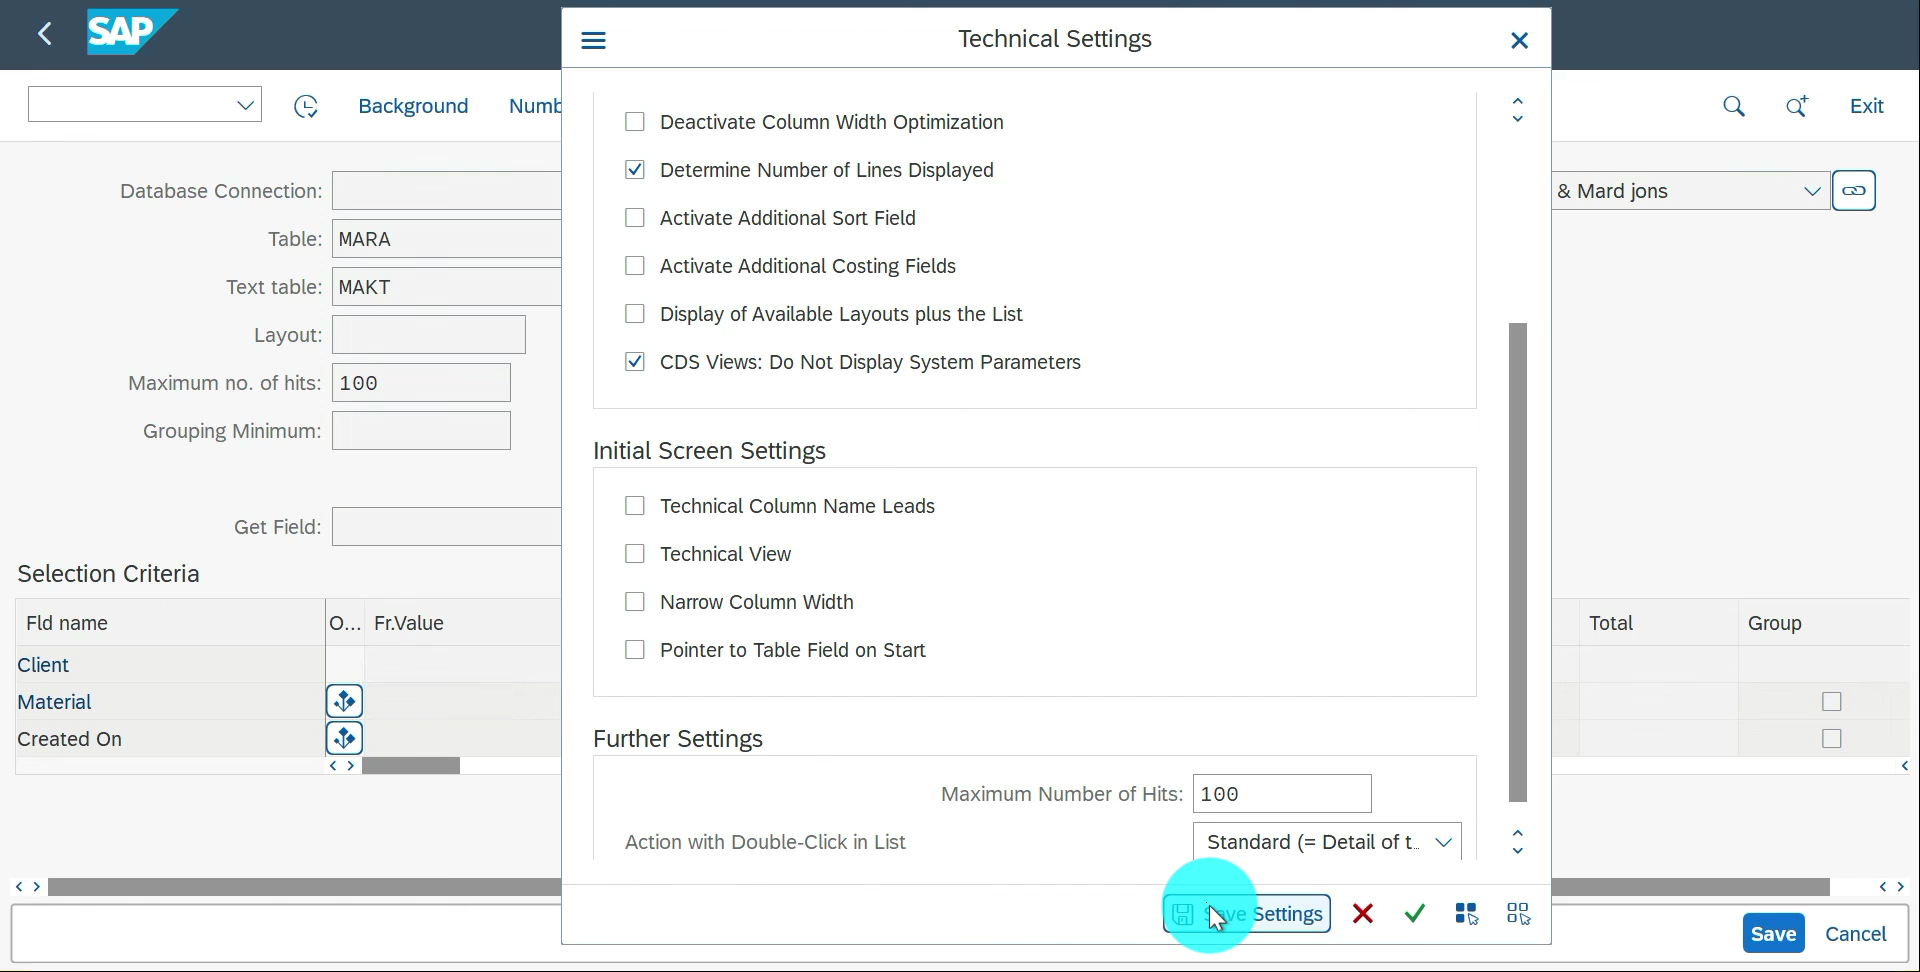 SAP
Technical Settings
Background
Numb
Exit
Deactivate Column Width Optimization
Database Connection:
Determine Number of Lines Displayed
& Mard jons
Table: MARA
Activate Additional Sort Field
Text table: MAKT
Activate Additional Costing Fields
Layout:
Display of Available Layouts plus the List
Maximum no. of hits: 100
CDS Views: Do Not Display System Parameters
Grouping Minimum:
Initial Screen Settings
Technical Column Name Leads
Get Field:
Technical View
Selection Criteria
Narrow Column Width
Fld name O... Fr.Value
Total Group
Client
Pointer to Table Field on Start
Material
Created On
Further Settings
Maximum Number of Hits: 100
Action with Double-Click in List Standard (= Detail of t...
Save Settings
Save Cancel